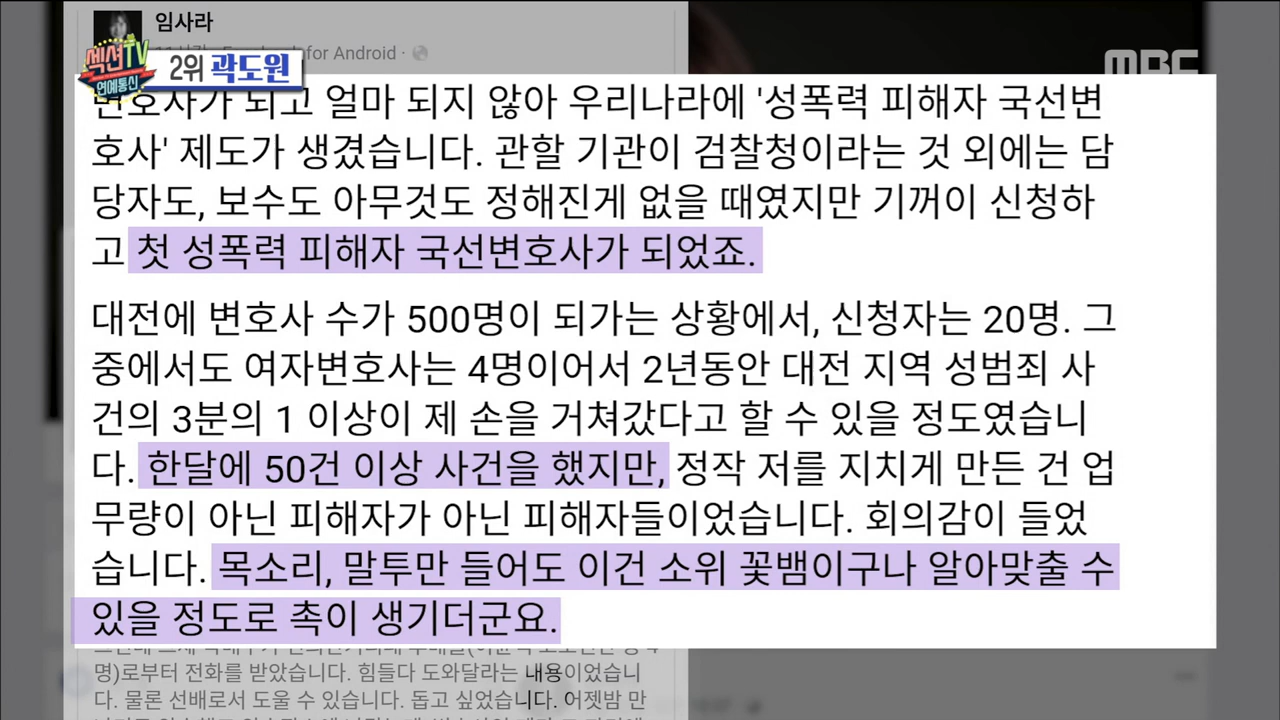 임사라
for Android ·
섹션TV
연예통신
2위 곽도원
MBC
변호사가 되고 얼마 되지 않아 우리나라에 '성폭력 피해자 국선변
호사' 제도가 생겼습니다. 관할 기관이 검찰청이라는 것 외에는 담
당자도, 보수도 아무것도 정해진게 없을 때였지만 기꺼이 신청하
고 첫 성폭력 피해자 국선변호사가 되었죠.
대전에 변호사 수가 500명이 되가는 상황에서, 신청자는 20명. 그
중에서도 여자변호사는 4명이어서 2년동안 대전 지역 성범죄 사
건의 3분의 1 이상이 제 손을 거쳐갔다고 할 수 있을 정도였습니
다. 한달에 50건 이상 사건을 했지만, 정작 저를 지치게 만든 건 업
무량이 아닌 피해자가 아닌 피해자들이었습니다. 회의감이 들었
습니다. 목소리, 말투만 들어도 이건 소위 꽃뱀이구나 알아맞출 수
있을 정도로 촉이 생기더군요.
명)로부터 전화를 받았습니다. 힘들다 도와달라는 내용이었습니
다. 물론 선배로서 도울 수 있습니다. 돕고 싶었습니다. 어젯밤 만